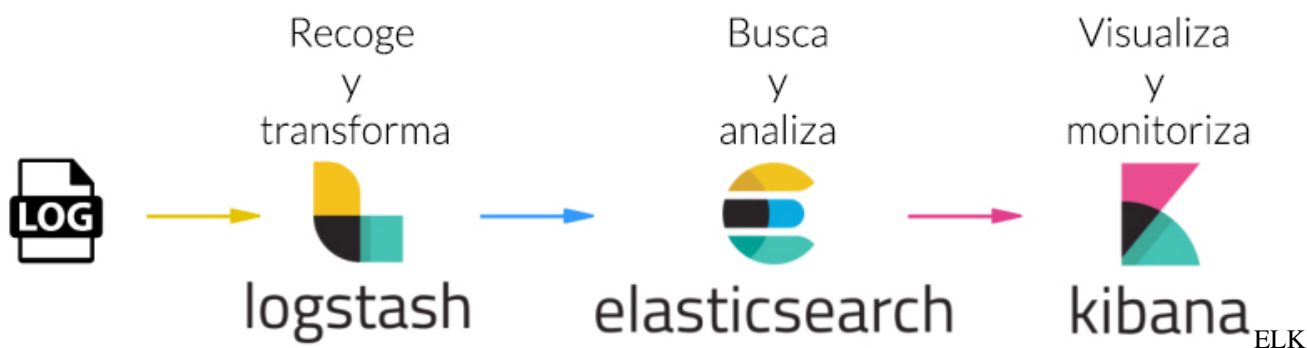 Recoge
y
transforma
Busca
y
analiza
Visualiza
y
monitoriza
LOG
logstash
elasticsearch
kibana
ELK